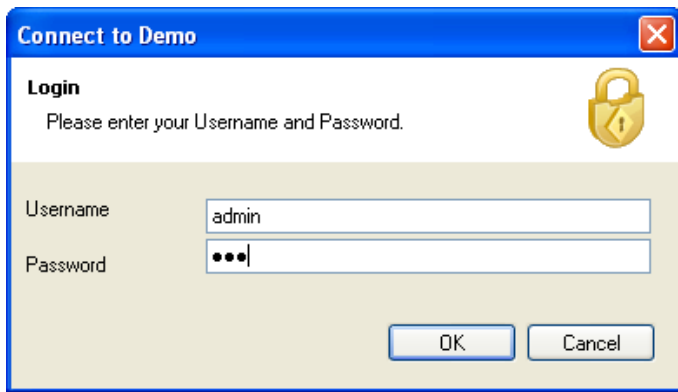 Connect to Demo
Login
Please enter your Username and Password.
Username
admin
Password
●●●
OK
Cancel